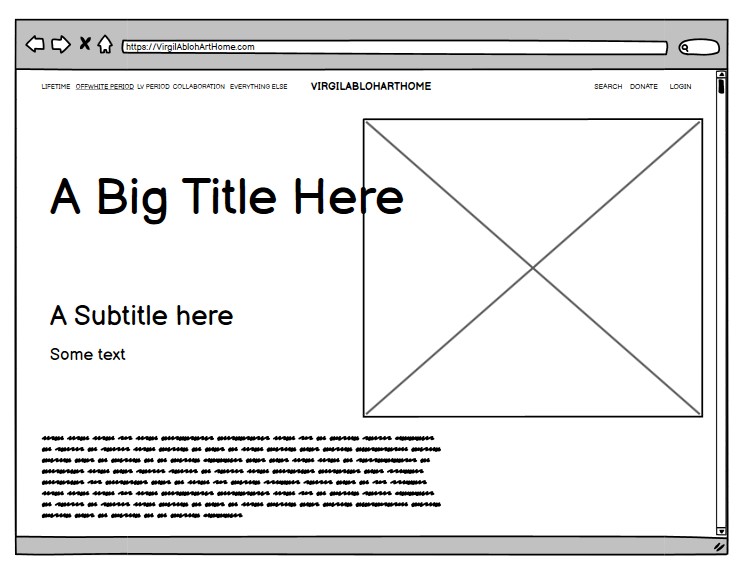 https://VirgilAblohArtHome.com
LIFETIME OFFWHITE PERIOD LV PERIOD COLLABORATION EVERYTHING ELSE VIRGILABLOHARTHOME SEARCH DONATE LOGIN
A Big Title Here
A Subtitle here
Some text